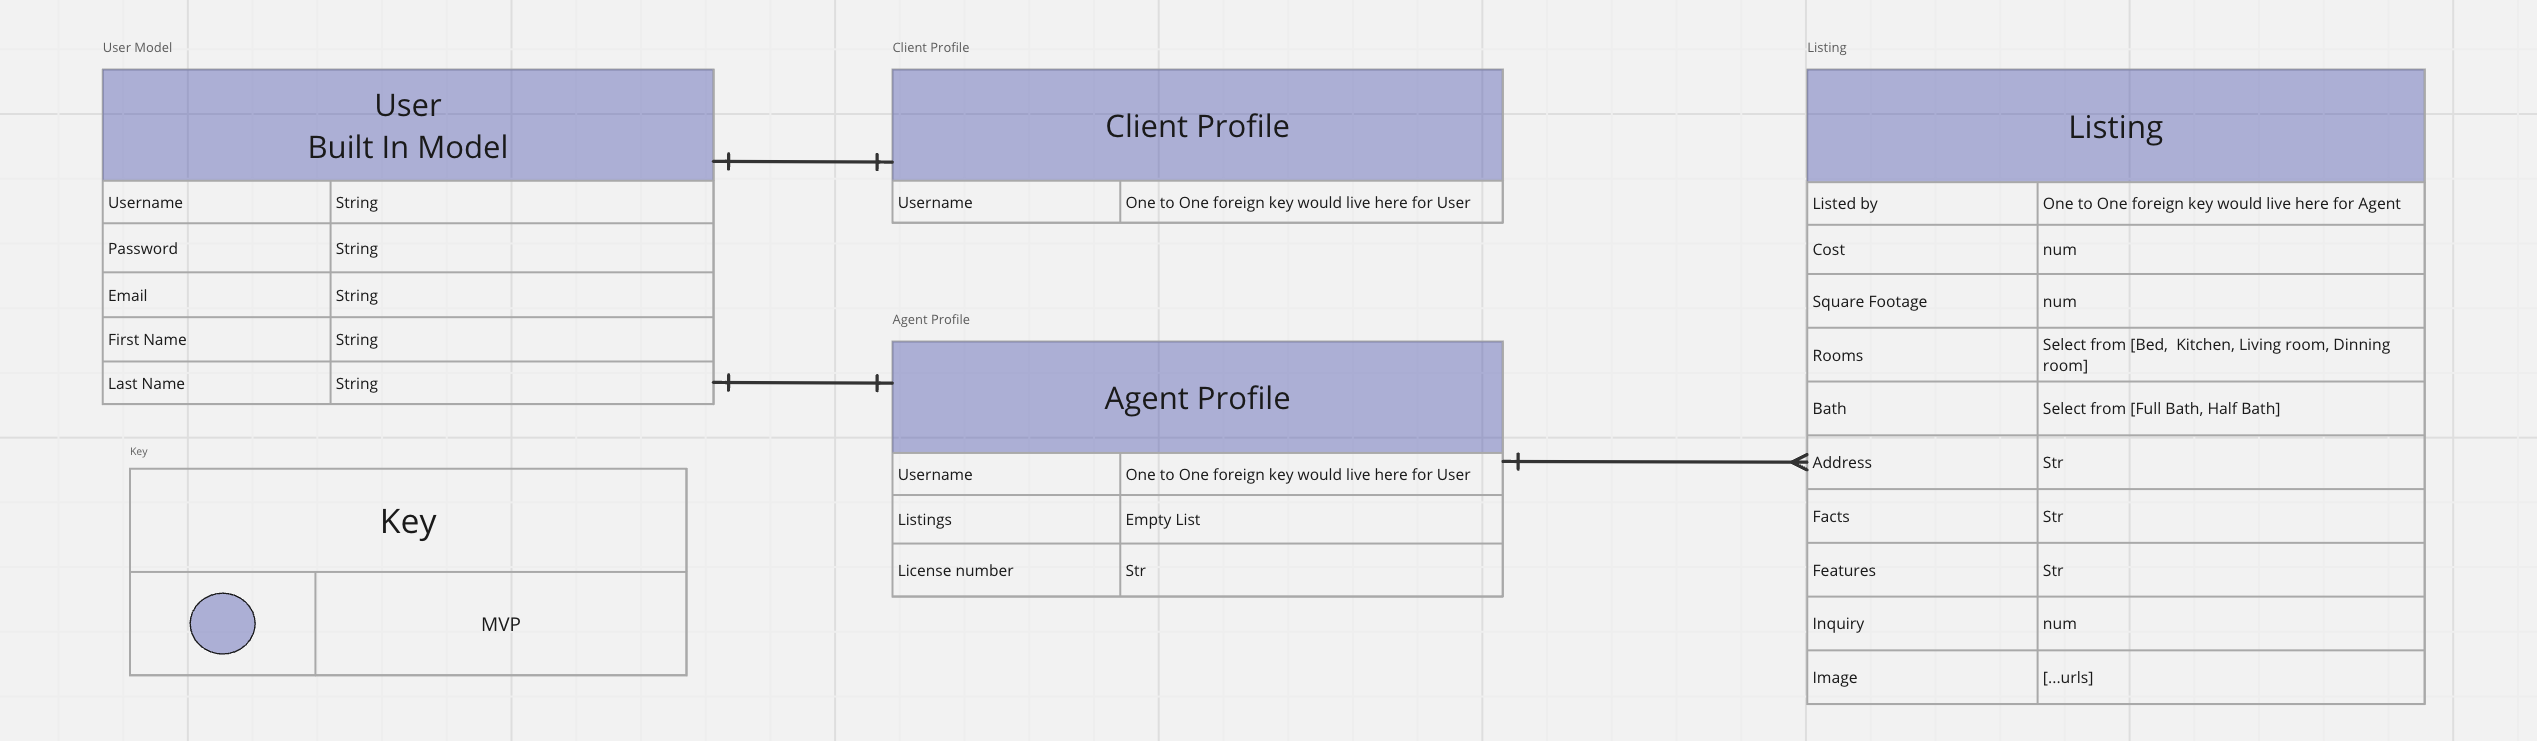 User Model
User
Built In Model
Username String
Password String
Email String
First Name String
Last Name String
Key
Key
MVP
Client Profile
Client Profile
Username One to One foreign key would live here for User
Agent Profile
Agent Profile
Username One to One foreign key would live here for User
Listings Empty List
License number Str
Listing
Listing
Listed by One to One foreign key would live here for Agent
Cost num
Square Footage num
Rooms Select from [Bed,  Kitchen, Living room, Dinning
room]
Bath Select from [Full Bath, Half Bath]
Address Str
Facts Str
Features Str
Inquiry num
Image [...urls]